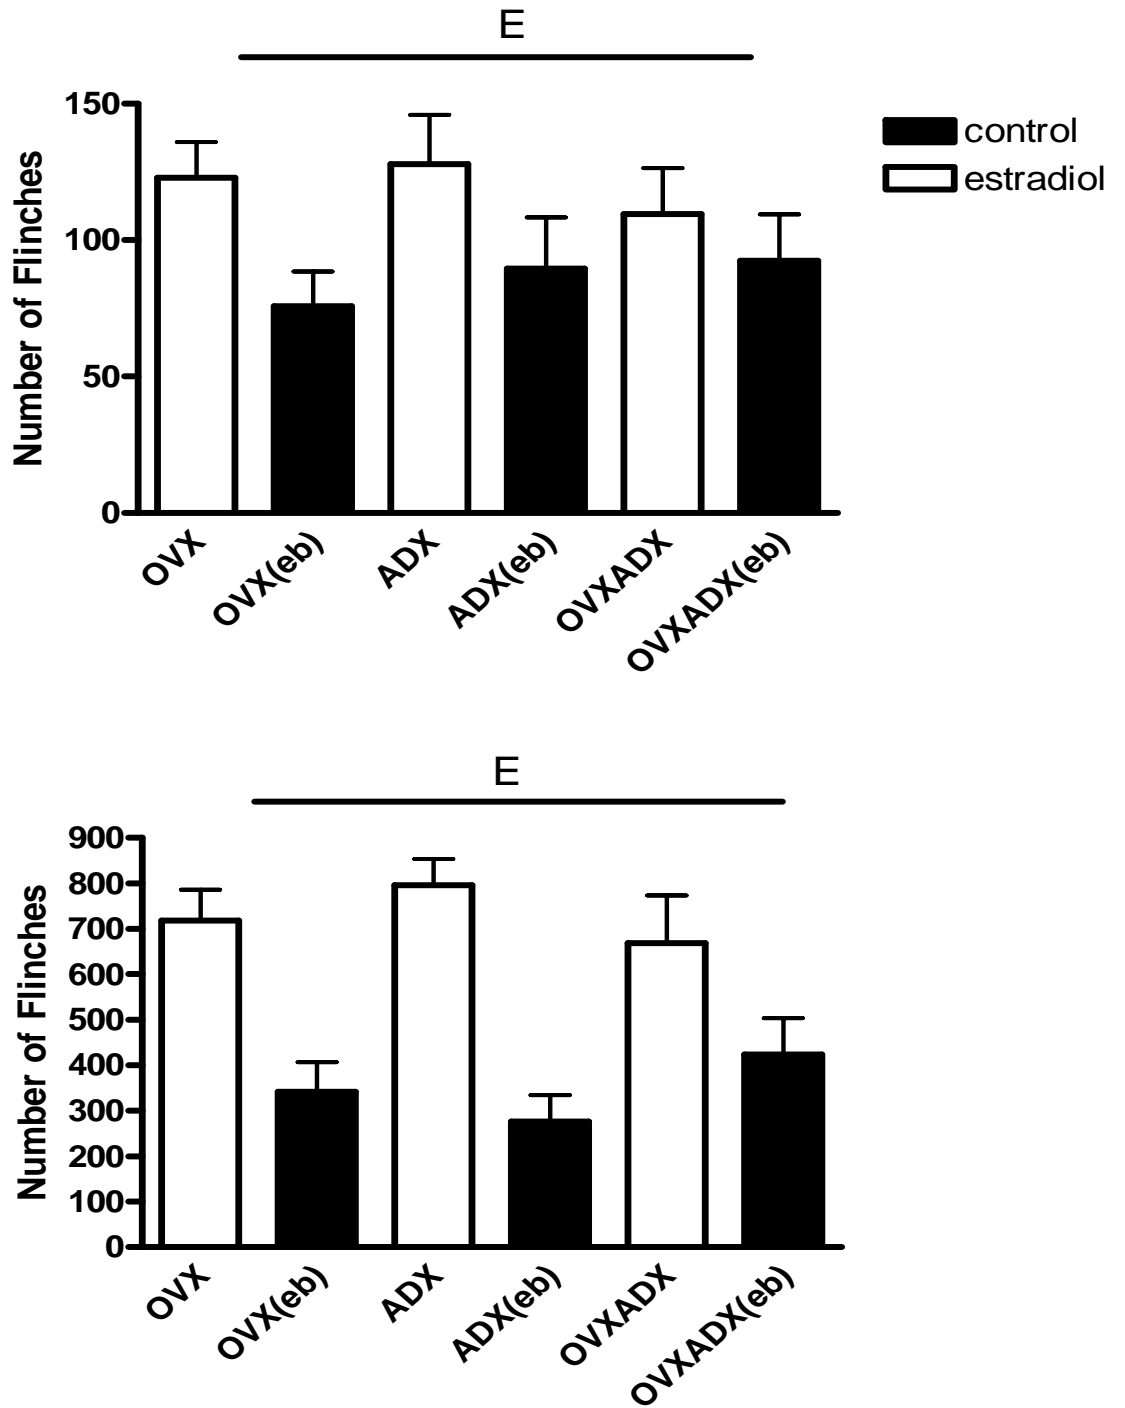 E
150
100
50
0
Number of Flinches
OVX
OVX(eb)
ADX
ADX(eb)
OVXADX
OVXADX(eb)
control
estradiol
E
900
800
700
600
500
400
300
200
100
0
Number of Flinches
OVX
OVX(eb)
ADX
ADX(eb)
OVXADX
OVXADX(eb)